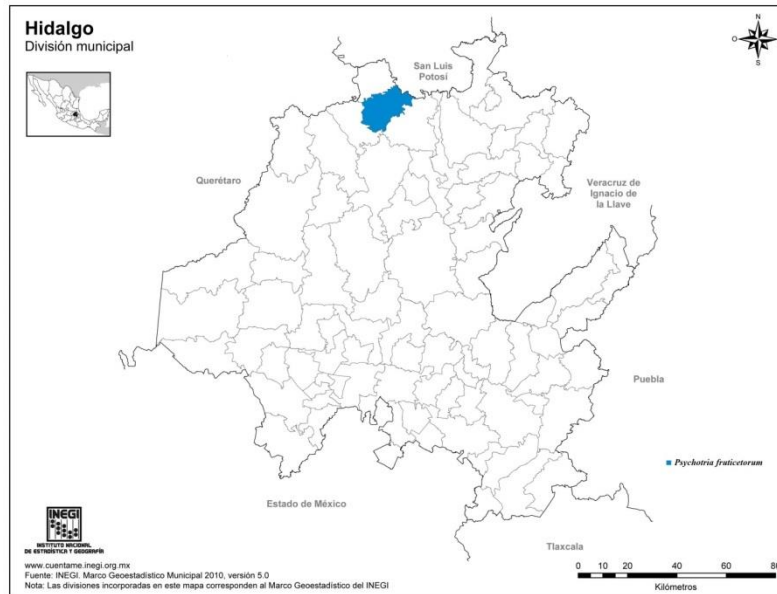 Hidalgo
División municipal
N
O
E
S
San Luis
Potosí
Querétaro
Veracruz de
Ignacio de
la Llave
Puebla
Psychotria fruticetorum
Estado de México
Tlaxcala
INEGI
INSTITUTO NACIONAL
DE ESTADÍSTICA Y GEOGRAFÍA
www.cuentame.inegi.org.mx
Fuente: INEGI. Marco Geoestadístico Municipal 2010, versión 5.0
Nota: Las divisiones incorporadas en este mapa corresponden al Marco Geoestadístico del INEGI
0 10 20 40 60 80
Kilómetros